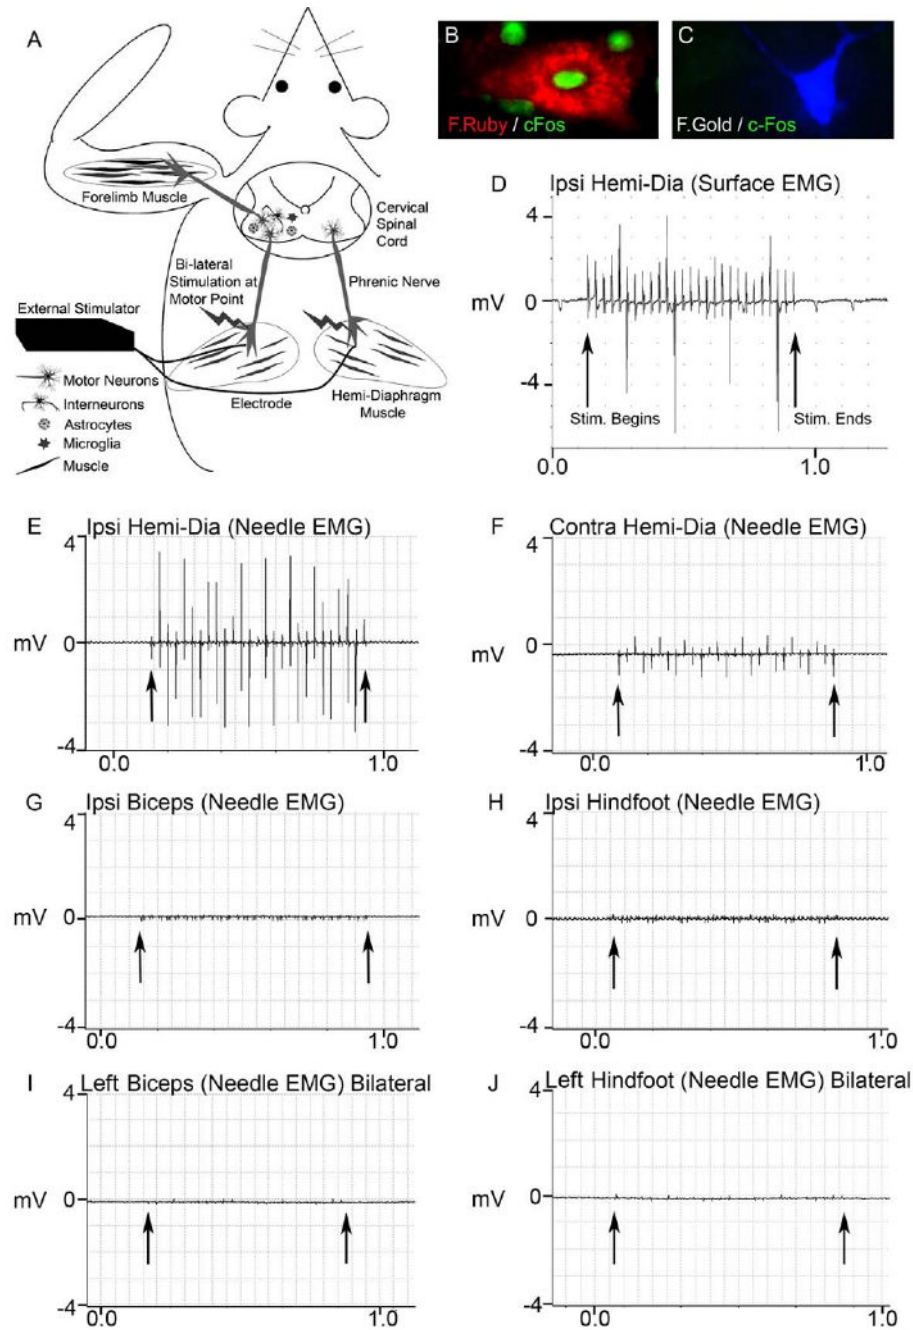 A
Forelimb Muscle
Cervical
Spinal
Cord
Bi-lateral
Stimulation at
Motor Point
Phrenic Nerve
External Stimulator
Motor Neurons
Interneurons
Astrocytes
Microglia
Muscle
Electrode
Hemi-Diaphragm
Muscle
B
F.Ruby / cFos
C
F.Gold / c-Fos
D Ipsi Hemi-Dia (Surface EMG)
4
mV 0
-4
Stim. Begins Stim. Ends
0.0 1.0
E Ipsi Hemi-Dia (Needle EMG)
4
mV 0
-4
0.0 1.0
F Contra Hemi-Dia (Needle EMG)
4
mV 0
-4
0.0 1.0
G Ipsi Biceps (Needle EMG)
4
mV 0
-4
0.0 1.0
H Ipsi Hindfoot (Needle EMG)
4
mV 0
-4
0.0 1.0
I Left Biceps (Needle EMG) Bilateral
4
mV 0
-4
0.0 1.0
J Left Hindfoot (Needle EMG) Bilateral
4
mV 0
-4
0.0 1.0